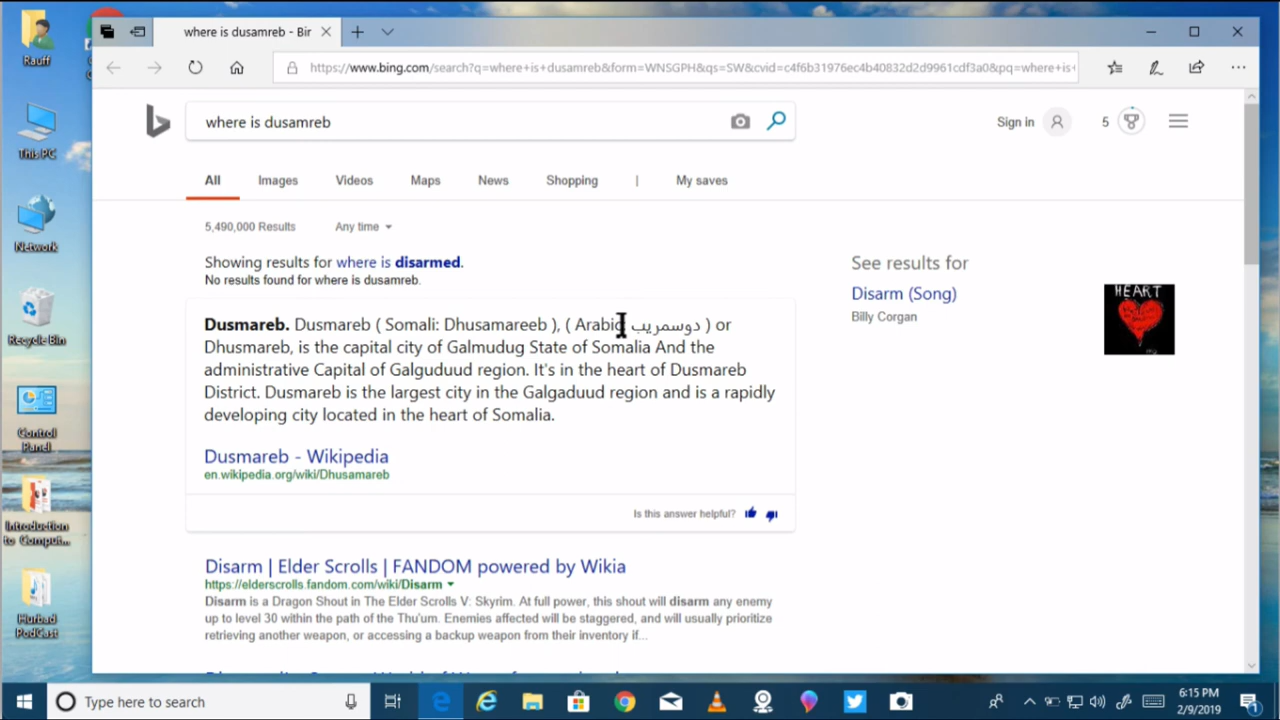 Rauff
This PC
Network
Recycle Bin
Control
Panel
Introduction
to Comput...
Hurbad
PodCast
where is dusamreb - Bir
https://www.bing.com/search?q=where+is+dusamreb&form=WNSGPH&qs=SW&cvid=c4f6b31976ec4b40832d2d9961cdf3a0&pq=where+is+
where is dusamreb
Sign in
5
All Images Videos Maps News Shopping | My saves
5,490,000 Results Any time
Showing results for where is disarmed.
No results found for where is dusamreb.
Dusmareb. Dusmareb ( Somali: Dhusamareeb ), ( Arabic دوسمريب ) or
Dhusmareb, is the capital city of Galmudug State of Somalia And the
administrative Capital of Galguduud region. It's in the heart of Dusmareb
District. Dusmareb is the largest city in the Galgaduud region and is a rapidly
developing city located in the heart of Somalia.
Dusmareb - Wikipedia
en.wikipedia.org/wiki/Dhusamareb
Is this answer helpful?
See results for
Disarm (Song)
Billy Corgan
HEART
Disarm | Elder Scrolls | FANDOM powered by Wikia
https://elderscrolls.fandom.com/wiki/Disarm
Disarm is a Dragon Shout in The Elder Scrolls V: Skyrim. At full power, this shout will disarm any enemy
up to level 30 within the path of the Thu'um. Enemies affected will be staggered, and will usually prioritize
retrieving another weapon, or accessing a backup weapon from their inventory if...
Type here to search
6:15 PM
2/9/2019
1